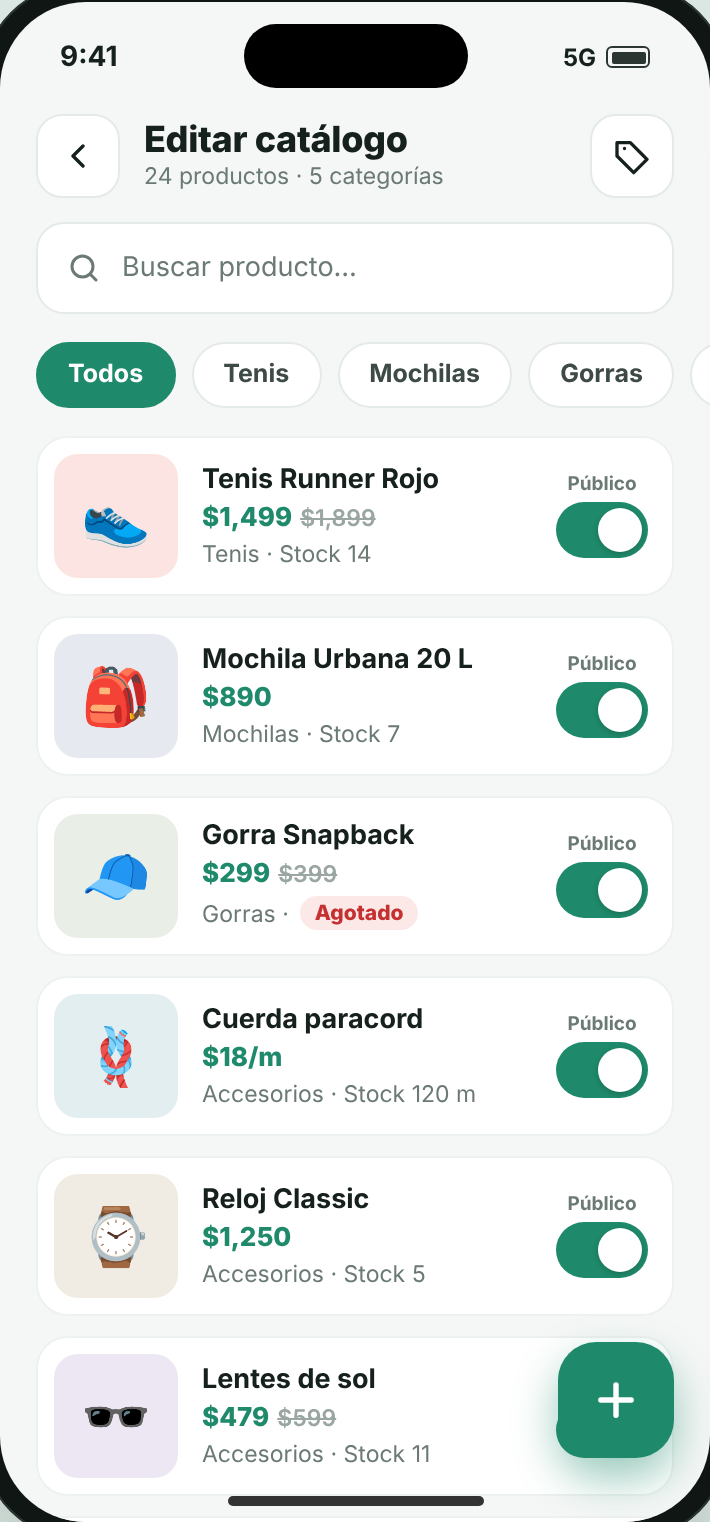 9:41
5G
Editar catálogo
24 productos · 5 categorías
Buscar producto...
Todos
Tenis
Mochilas
Gorras
Tenis Runner Rojo
$1,499 $1,899
Tenis · Stock 14
Público
Mochila Urbana 20 L
$890
Mochilas · Stock 7
Público
Gorra Snapback
$299 $399
Gorras · Agotado
Público
Cuerda paracord
$18/m
Accesorios · Stock 120 m
Público
Reloj Classic
$1,250
Accesorios · Stock 5
Público
Lentes de sol
$479 $599
Accesorios · Stock 11